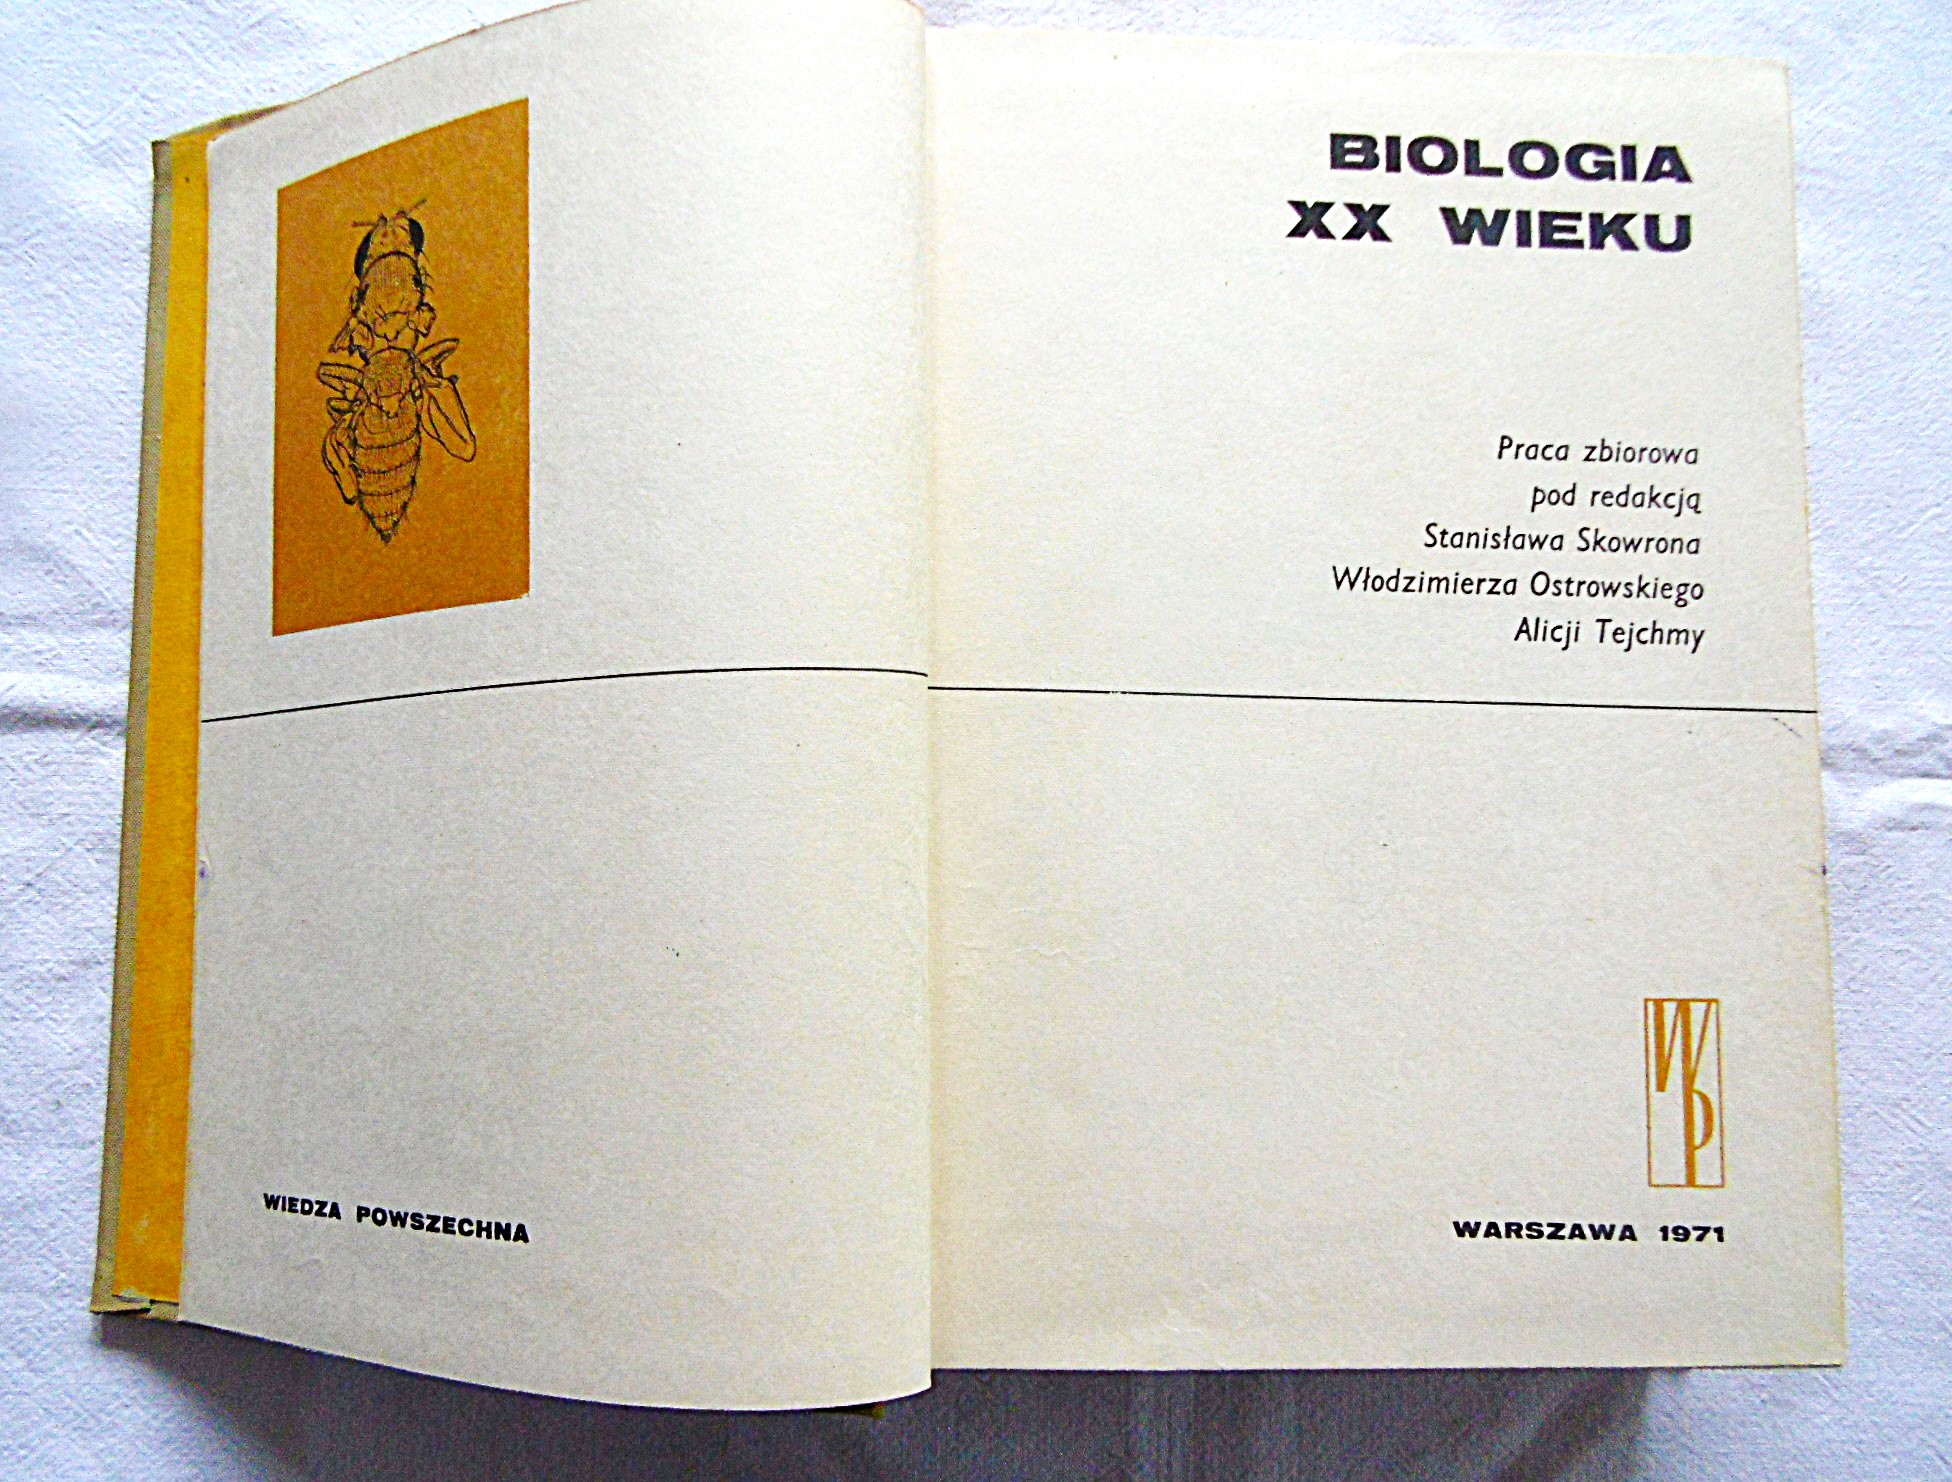 BIOLOGIA
XX WIEKU
Praca zbiorowa
pod redakcją
Stanisława Skowrona
Włodzimierza Ostrowskiego
Alicji Tejchmy
WP
WIEDZA POWSZECHNA
WARSZAWA 1971